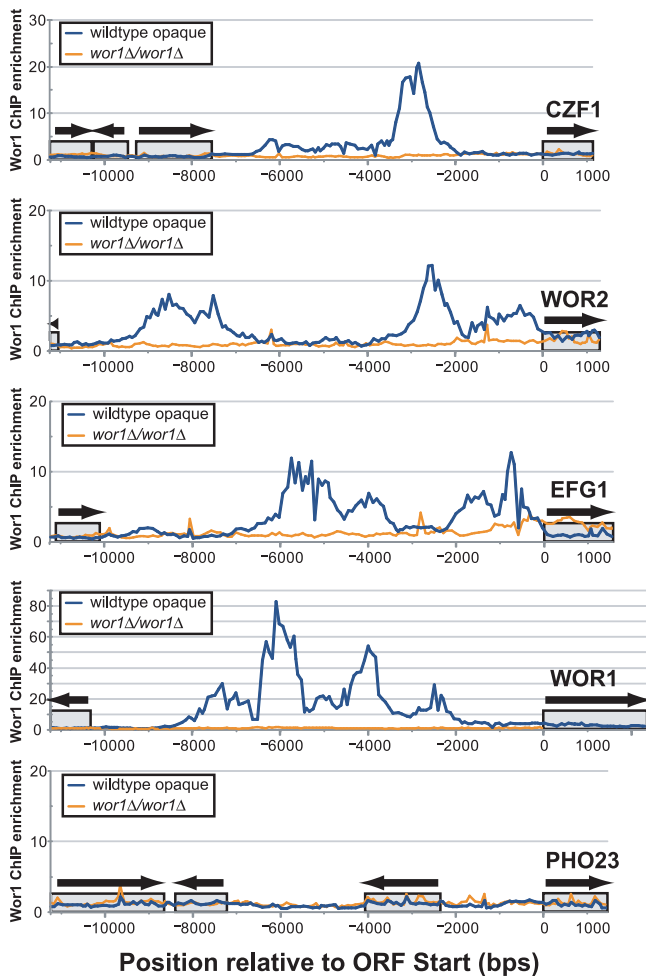 Wor1 ChIP enrichment
30
20
10
0
wildtype opaque
wor1Δ/wor1Δ
CZF1
−10000 −8000 −6000 −4000 −2000 0 1000
Wor1 ChIP enrichment
20
10
0
wildtype opaque
wor1Δ/wor1Δ
WOR2
−10000 −8000 −6000 −4000 −2000 0 1000
Wor1 ChIP enrichment
20
10
0
wildtype opaque
wor1Δ/wor1Δ
EFG1
−10000 −8000 −6000 −4000 −2000 0 1000
Wor1 ChIP enrichment
80
60
40
20
0
wildtype opaque
wor1Δ/wor1Δ
WOR1
−10000 −8000 −6000 −4000 −2000 0 1000
Wor1 ChIP enrichment
20
10
0
wildtype opaque
wor1Δ/wor1Δ
PHO23
−10000 −8000 −6000 −4000 −2000 0 1000
Position relative to ORF Start (bps)